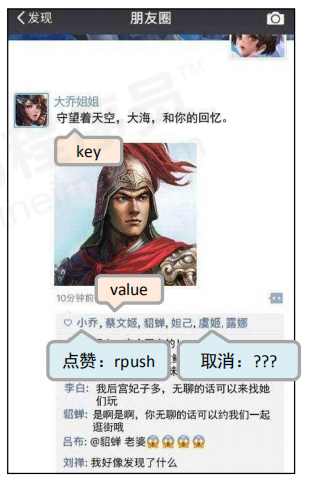 发现
朋友圈
大乔姐姐
守望着天空，大海，和你的回忆。
key
value
10分钟前
小乔, 蔡文姬, 貂蝉, 妲己, 虞姬, 露娜
点赞：rpush
取消：???
李白: 我后宫妃子多，无聊的话可以来找她
们玩
貂蝉: 是啊是啊，你无聊的话可以约我们一起
逛街哦
吕布: @貂蝉 老婆😱😱😱😱
刘禅: 我好像发现了什么